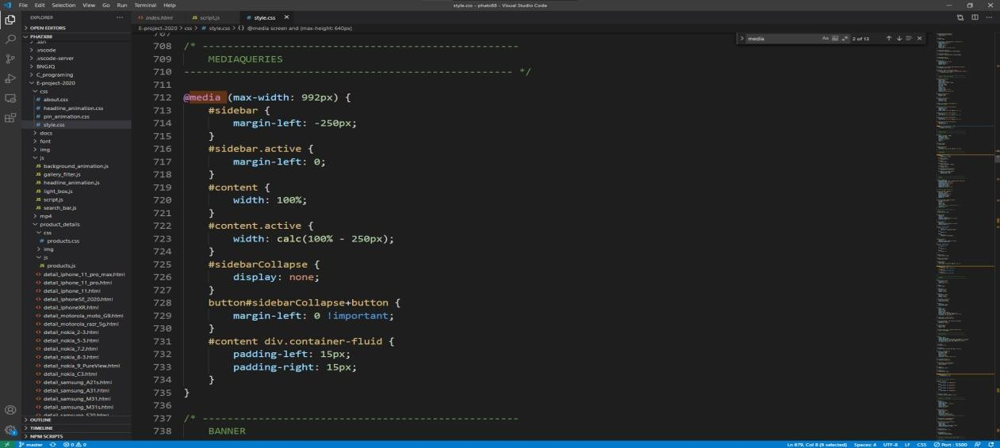 File Edit Selection View Go Run Terminal Help
style.css - phatx88 - Visual Studio Code
EXPLORER ···
OPEN EDITORS
PHATX88
.vscode
.vscode-server
BNGJQ
C_programing
E-project-2020
css
# about.css
# headline_animation.css
# pin_animation.css
# style.css
docs
font
img
js
JS background_animation.js
JS gallery_filter.js
JS headline_animation.js
JS light_box.js
JS script.js
JS search_bar.js
mp4
product_details
css
# products.css
img
js
JS products.js
<> detail_iphone_11_pro_max.html
<> detail_iphone_11_pro.html
<> detail_iphone_11.html
<> detail_iphoneSE_2020.html
<> detail_iphoneXR.html
<> detail_motorola_moto_G9.html
<> detail_motorola_razr_5g.html
<> detail_nokia_2-3.html
<> detail_nokia_5-3.html
<> detail_nokia_7.2.html
<> detail_nokia_8-3.html
<> detail_nokia_9_PureView.html
<> detail_nokia_C3.html
<> detail_samsung_A21s.html
<> detail_samsung_A31.html
<> detail_samsung_M31.html
<> detail_samsung_M31s.html
<> detail_samsung_S20.html
OUTLINE
TIMELINE
NPM SCRIPTS
<> index.html JS script.js # style.css ×
E-project-2020 > css > # style.css > {} @media screen and (max-height: 640px)
media Aa Abl .* 2 of 13
707
708 /* ---------------------------------------------------
709 MEDIAQUERIES
710 ----------------------------------------------------- */
711
712 @media (max-width: 992px) {
713 #sidebar {
714 margin-left: -250px;
715 }
716 #sidebar.active {
717 margin-left: 0;
718 }
719 #content {
720 width: 100%;
721 }
722 #content.active {
723 width: calc(100% - 250px);
724 }
725 #sidebarCollapse {
726 display: none;
727 }
728 button#sidebarCollapse+button {
729 margin-left: 0 !important;
730 }
731 #content div.container-fluid {
732 padding-left: 15px;
733 padding-right: 15px;
734 }
735 }
736
737 /* ---------------------------------------------------
738 BANNER
master 0 0 Ln 679, Col 8 (6 selected) Spaces: 4 UTF-8 LF CSS Port : 5500